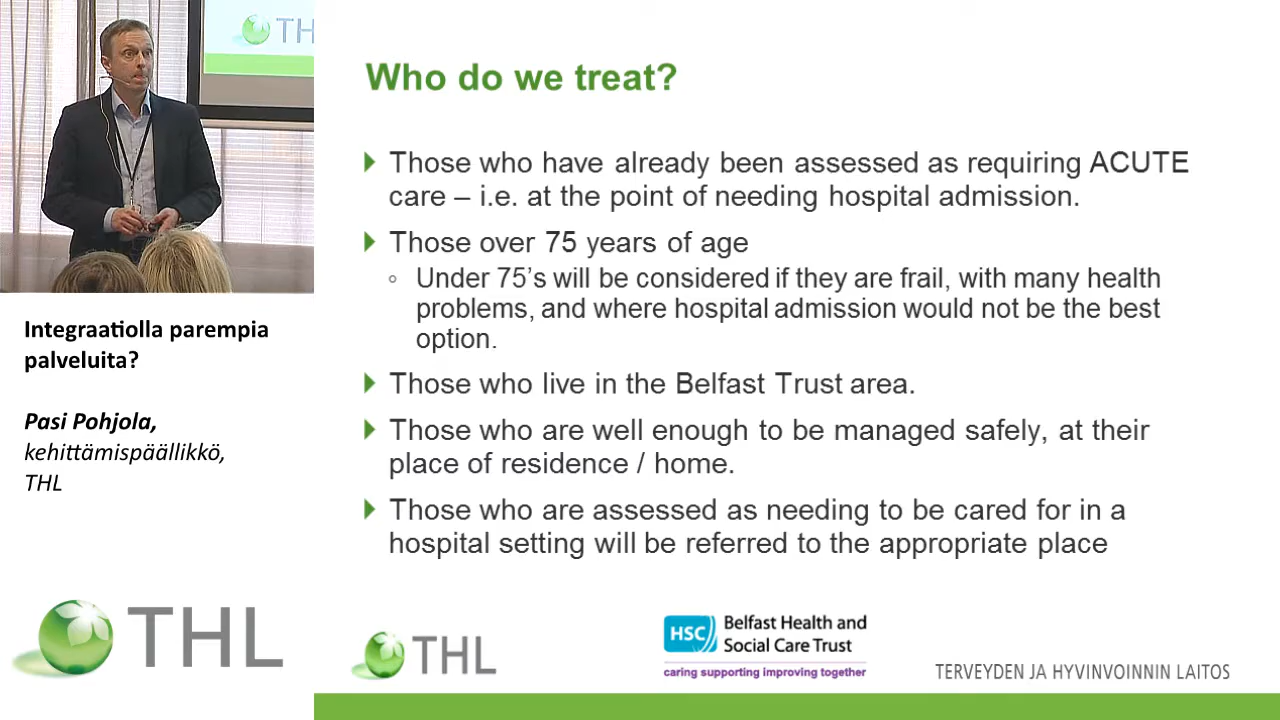 TH
Integraatiolla parempia
palveluita?
Pasi Pohjola,
kehittämispäällikkö,
THL
THL
Who do we treat?
Those who have already been assessed as requiring ACUTE
care – i.e. at the point of needing hospital admission.
Those over 75 years of age
Under 75’s will be considered if they are frail, with many health
problems, and where hospital admission would not be the best
option.
Those who live in the Belfast Trust area.
Those who are well enough to be managed safely, at their
place of residence / home.
Those who are assessed as needing to be cared for in a
hospital setting will be referred to the appropriate place
THL
HSC
Belfast Health and
Social Care Trust
caring supporting improving together
TERVEYDEN JA HYVINVOINNIN LAITOS